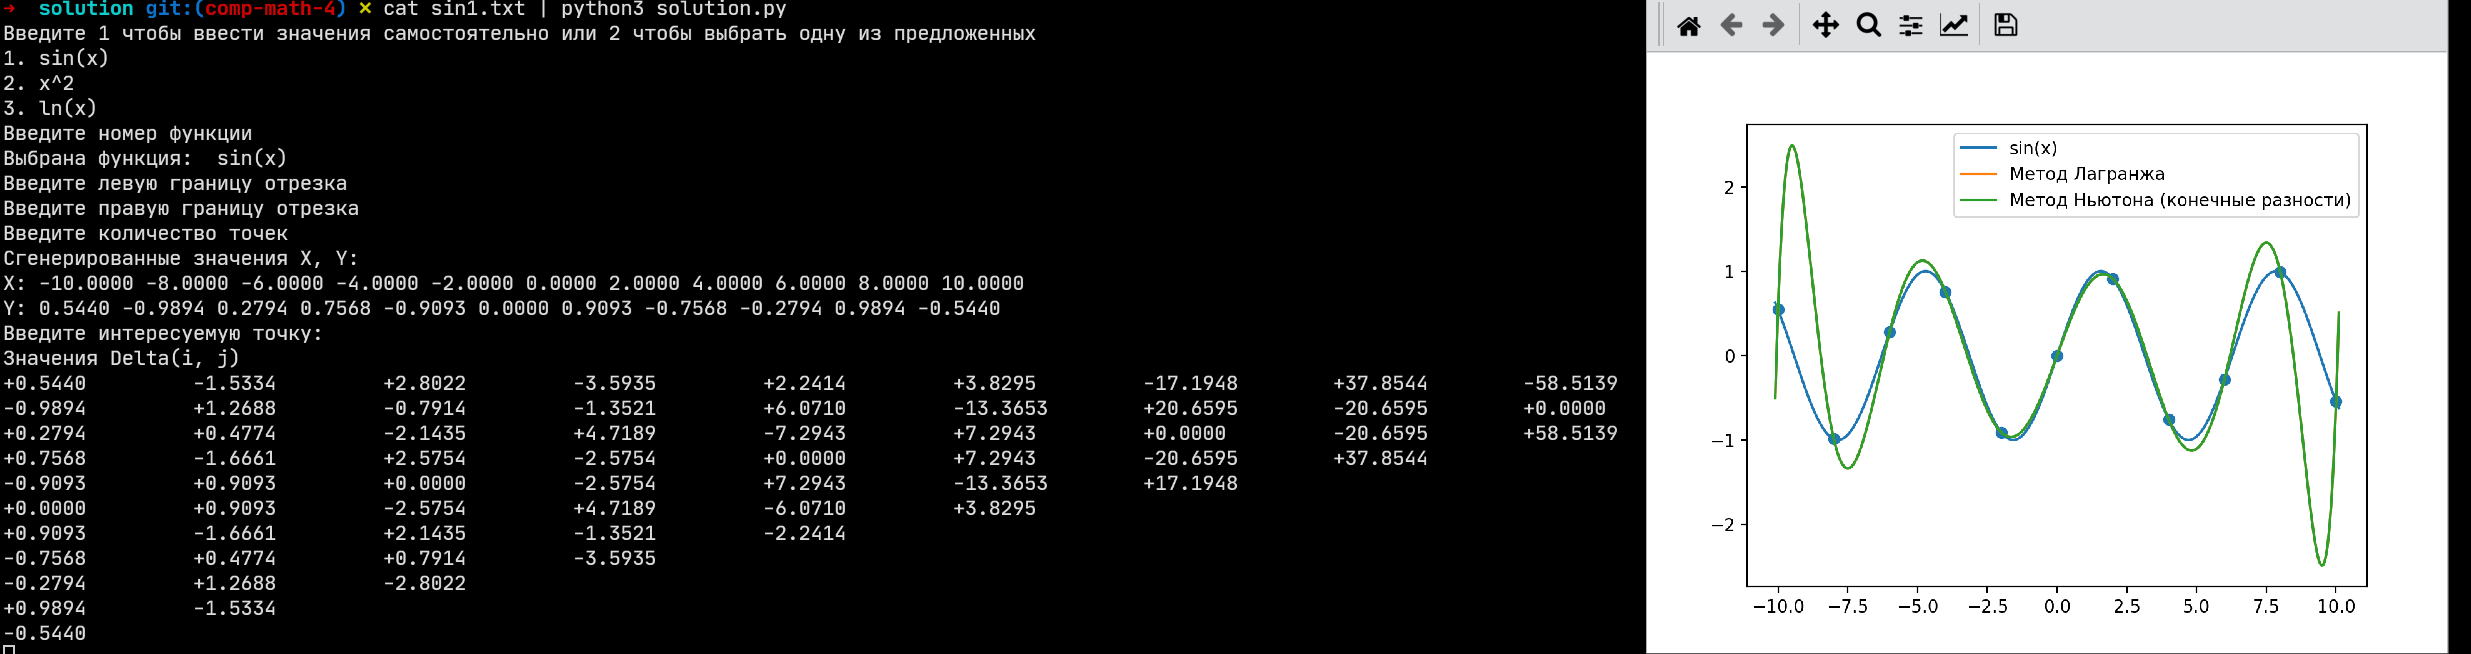 →  solution git:(comp-math-4) × cat sin1.txt | python3 solution.py
Введите 1 чтобы ввести значения самостоятельно или 2 чтобы выбрать одну из предложенных
1. sin(x)
2. x^2
3. ln(x)
Введите номер функции
Выбрана функция:  sin(x)
Введите левую границу отрезка
Введите правую границу отрезка
Введите количество точек
Сгенерированные значения X, Y:
X: -10.0000 -8.0000 -6.0000 -4.0000 -2.0000 0.0000 2.0000 4.0000 6.0000 8.0000 10.0000
Y: 0.5440 -0.9894 0.2794 0.7568 -0.9093 0.0000 0.9093 -0.7568 -0.2794 0.9894 -0.5440
Введите интересуемую точку:
Значения Delta(i, j)
+0.5440 -1.5334 +2.8022 -3.5935 +2.2414 +3.8295 -17.1948 +37.8544 -58.5139
-0.9894 +1.2688 -0.7914 -1.3521 +6.0710 -13.3653 +20.6595 -20.6595 +0.0000
+0.2794 +0.4774 -2.1435 +4.7189 -7.2943 +7.2943 +0.0000 -20.6595 +58.5139
+0.7568 -1.6661 +2.5754 -2.5754 +0.0000 +7.2943 -20.6595 +37.8544
-0.9093 +0.9093 +0.0000 -2.5754 +7.2943 -13.3653 +17.1948
+0.0000 +0.9093 -2.5754 +4.7189 -6.0710 +3.8295
+0.9093 -1.6661 +2.1435 -1.3521 -2.2414
-0.7568 +0.4774 +0.7914 -3.5935
-0.2794 +1.2688 -2.8022
+0.9894 -1.5334
-0.5440
sin(x)
Метод Лагранжа
Метод Ньютона (конечные разности)
2
1
0
−1
−2
−10.0 −7.5 −5.0 −2.5 0.0 2.5 5.0 7.5 10.0